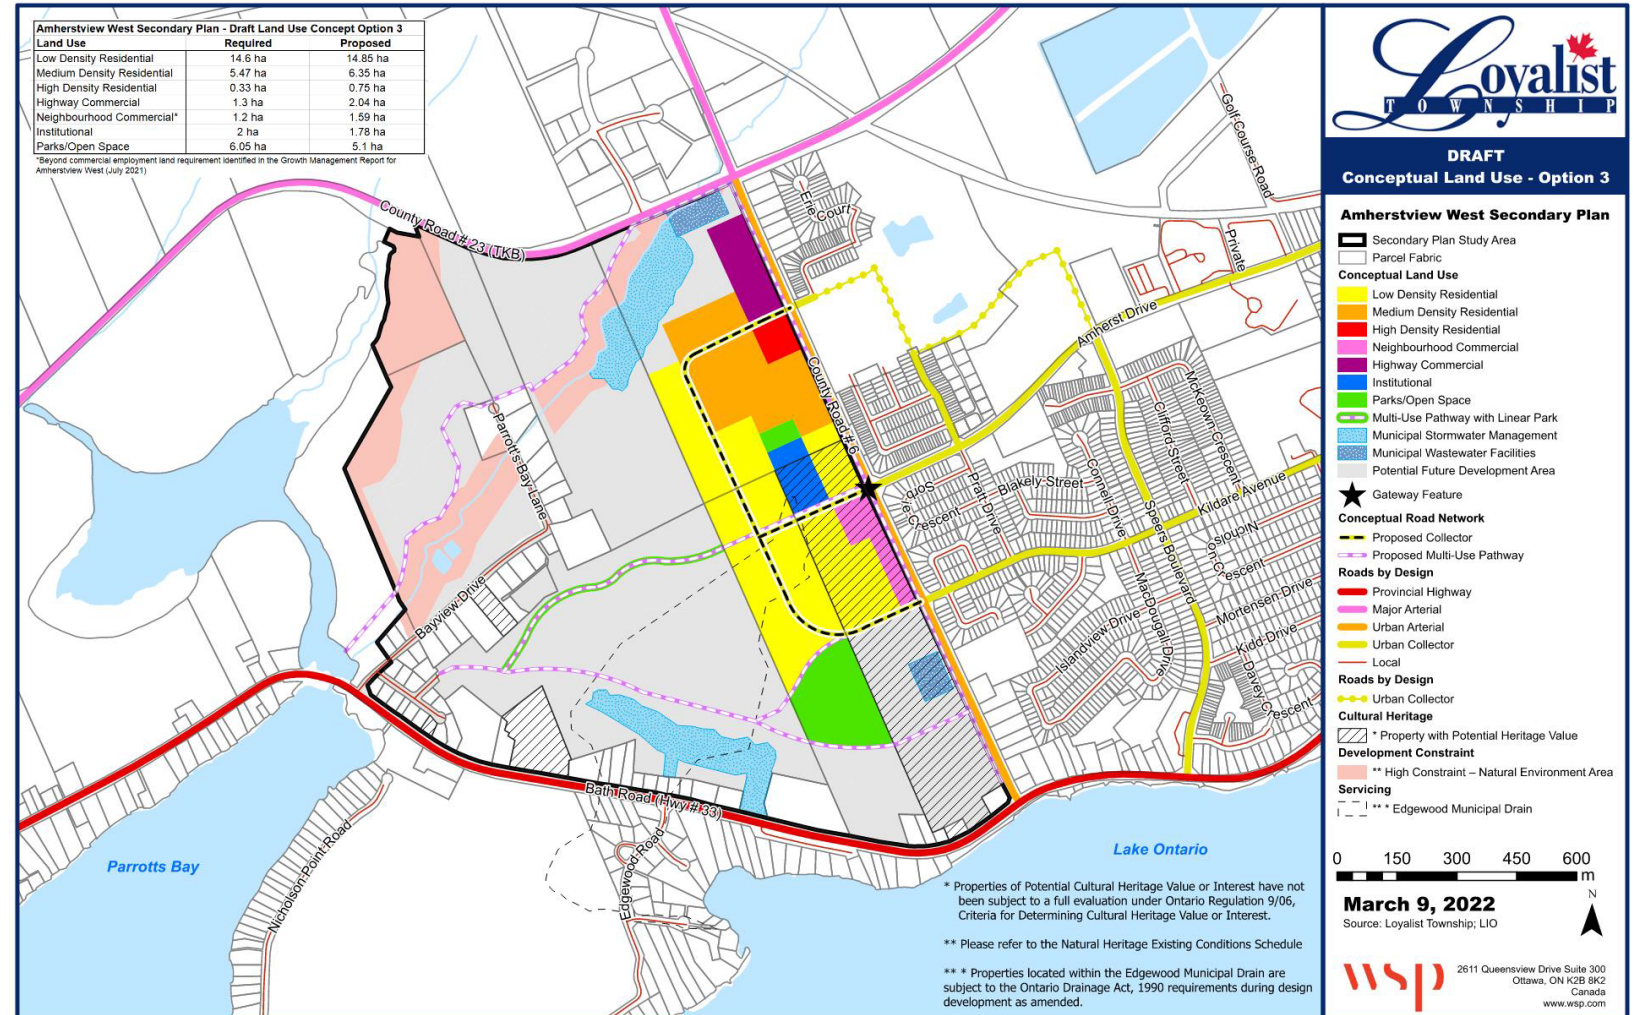 Amherstview West Secondary Plan - Draft Land Use Concept Option 3
Land Use Required Proposed
Low Density Residential 14.6 ha 14.85 ha
Medium Density Residential 5.47 ha 6.35 ha
High Density Residential 0.33 ha 0.75 ha
Highway Commercial 1.3 ha 2.04 ha
Neighbourhood Commercial* 1.2 ha 1.59 ha
Institutional 2 ha 1.78 ha
Parks/Open Space 6.05 ha 5.1 ha
*Beyond commercial employment land requirement identified in the Growth Management Report for
Amherstview West (July 2021)
County Road # 23 (TKB)
Erie Court
Golf Course Road
Private
Amherst Drive
County Road # 6
Parrott's Bay Lane
Bayview Drive
McKeown Crescent
Clifford Street
Connell Drive
Blakely Street
Pratt Drive
Crescent
Kildare Avenue
Speers Boulevard
MacDougall Drive
Crescent
Mortensen Drive
Kidd Drive
Davey Crescent
Islandview Drive
Bath Road (Hwy # 33)
Edgewood Road
Nicholson Point Road
Parrotts Bay
Lake Ontario
* Properties of Potential Cultural Heritage Value or Interest have not
been subject to a full evaluation under Ontario Regulation 9/06,
Criteria for Determining Cultural Heritage Value or Interest.
** Please refer to the Natural Heritage Existing Conditions Schedule
** * Properties located within the Edgewood Municipal Drain are
subject to the Ontario Drainage Act, 1990 requirements during design
development as amended.
Loyalist
TOWNSHIP
DRAFT
Conceptual Land Use - Option 3
Amherstview West Secondary Plan
Secondary Plan Study Area
Parcel Fabric
Conceptual Land Use
Low Density Residential
Medium Density Residential
High Density Residential
Neighbourhood Commercial
Highway Commercial
Institutional
Parks/Open Space
Multi-Use Pathway with Linear Park
Municipal Stormwater Management
Municipal Wastewater Facilities
Potential Future Development Area
Gateway Feature
Conceptual Road Network
Proposed Collector
Proposed Multi-Use Pathway
Roads by Design
Provincial Highway
Major Arterial
Urban Arterial
Urban Collector
Local
Roads by Design
Urban Collector
Cultural Heritage
* Property with Potential Heritage Value
Development Constraint
** High Constraint – Natural Environment Area
Servicing
** * Edgewood Municipal Drain
0 150 300 450 600
m
N
March 9, 2022
Source: Loyalist Township; LIO
wsp
2611 Queensview Drive Suite 300
Ottawa, ON K2B 8K2
Canada
www.wsp.com